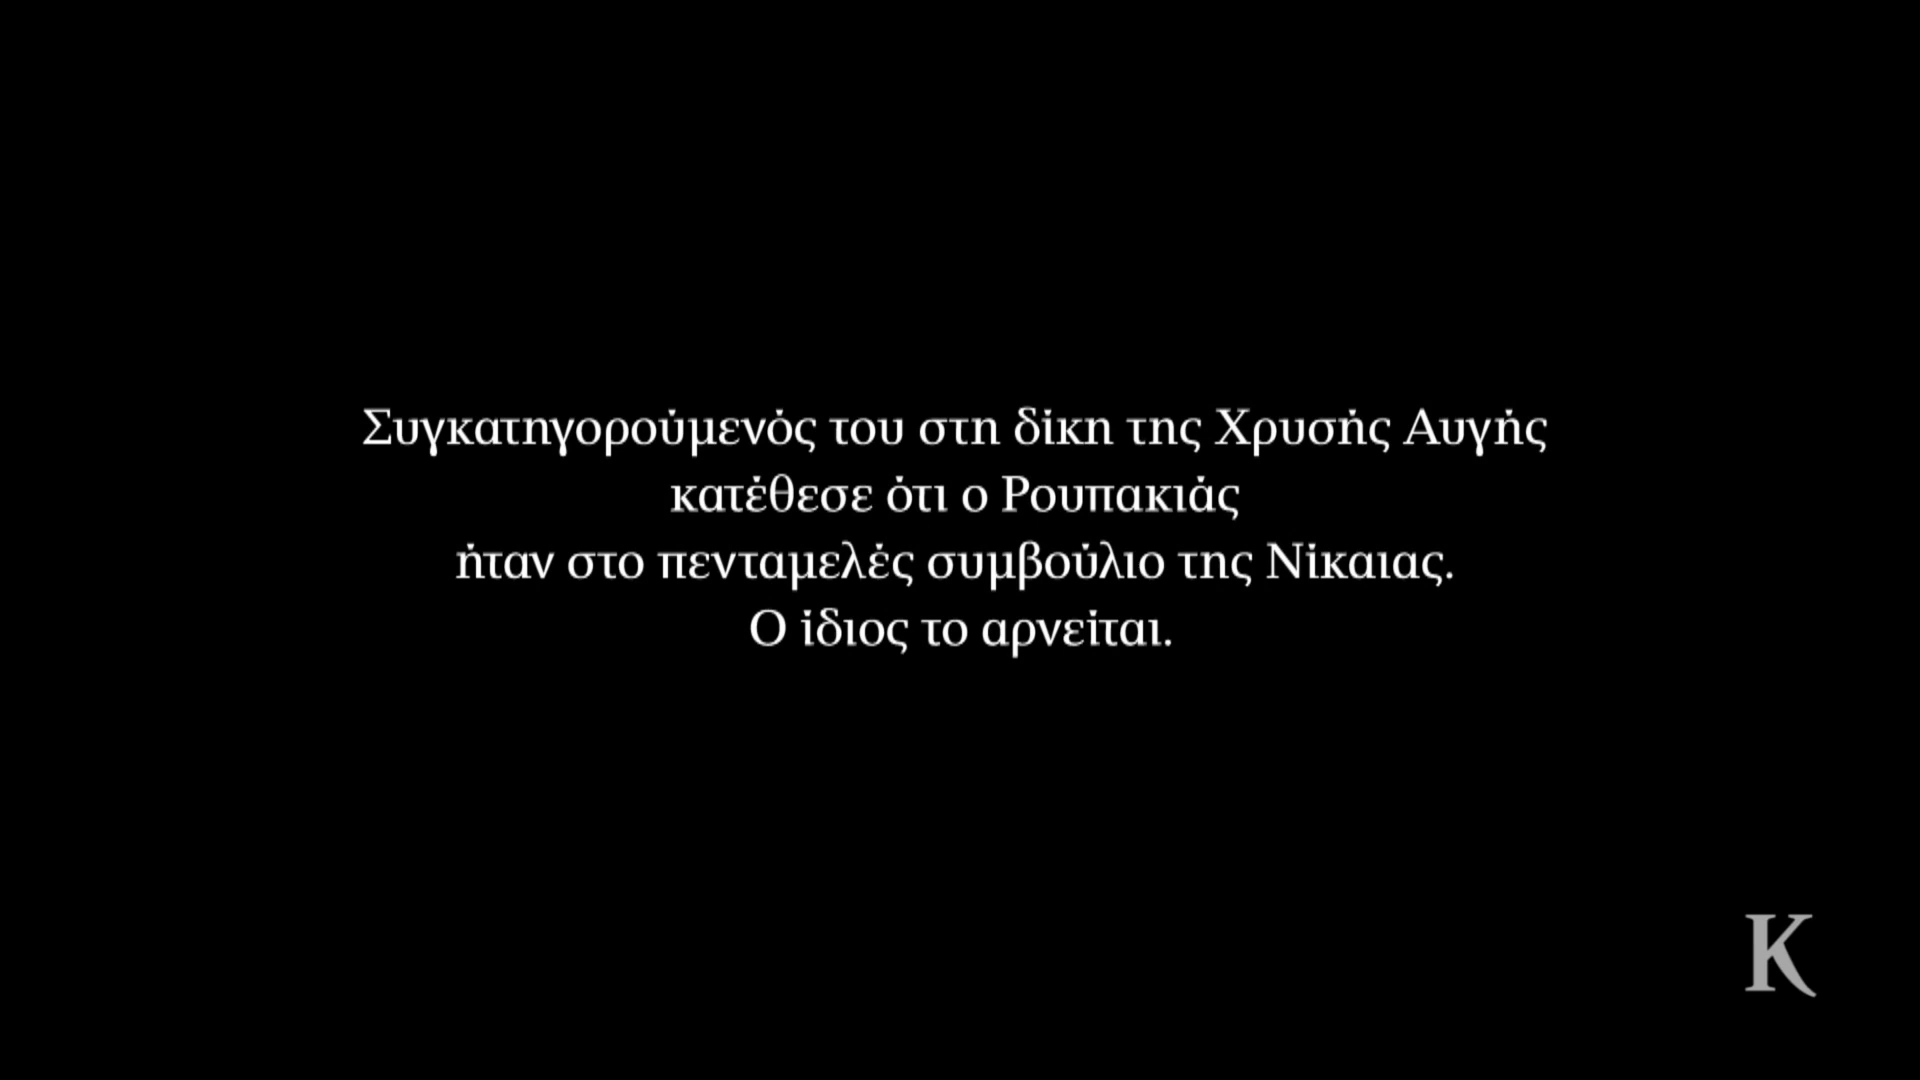 Συγκατηγορούμενός του στη δίκη της Χρυσής Αυγής
κατέθεσε ότι ο Ρουπακιάς
ήταν στο πενταμελές συμβούλιο της Νίκαιας.
Ο ίδιος το αρνείται.
K